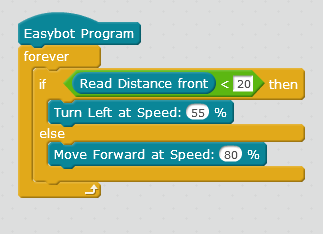 Easybot Program
forever
if Read Distance front < 20 then
Turn Left at Speed: 55 %
else
Move Forward at Speed: 80 %